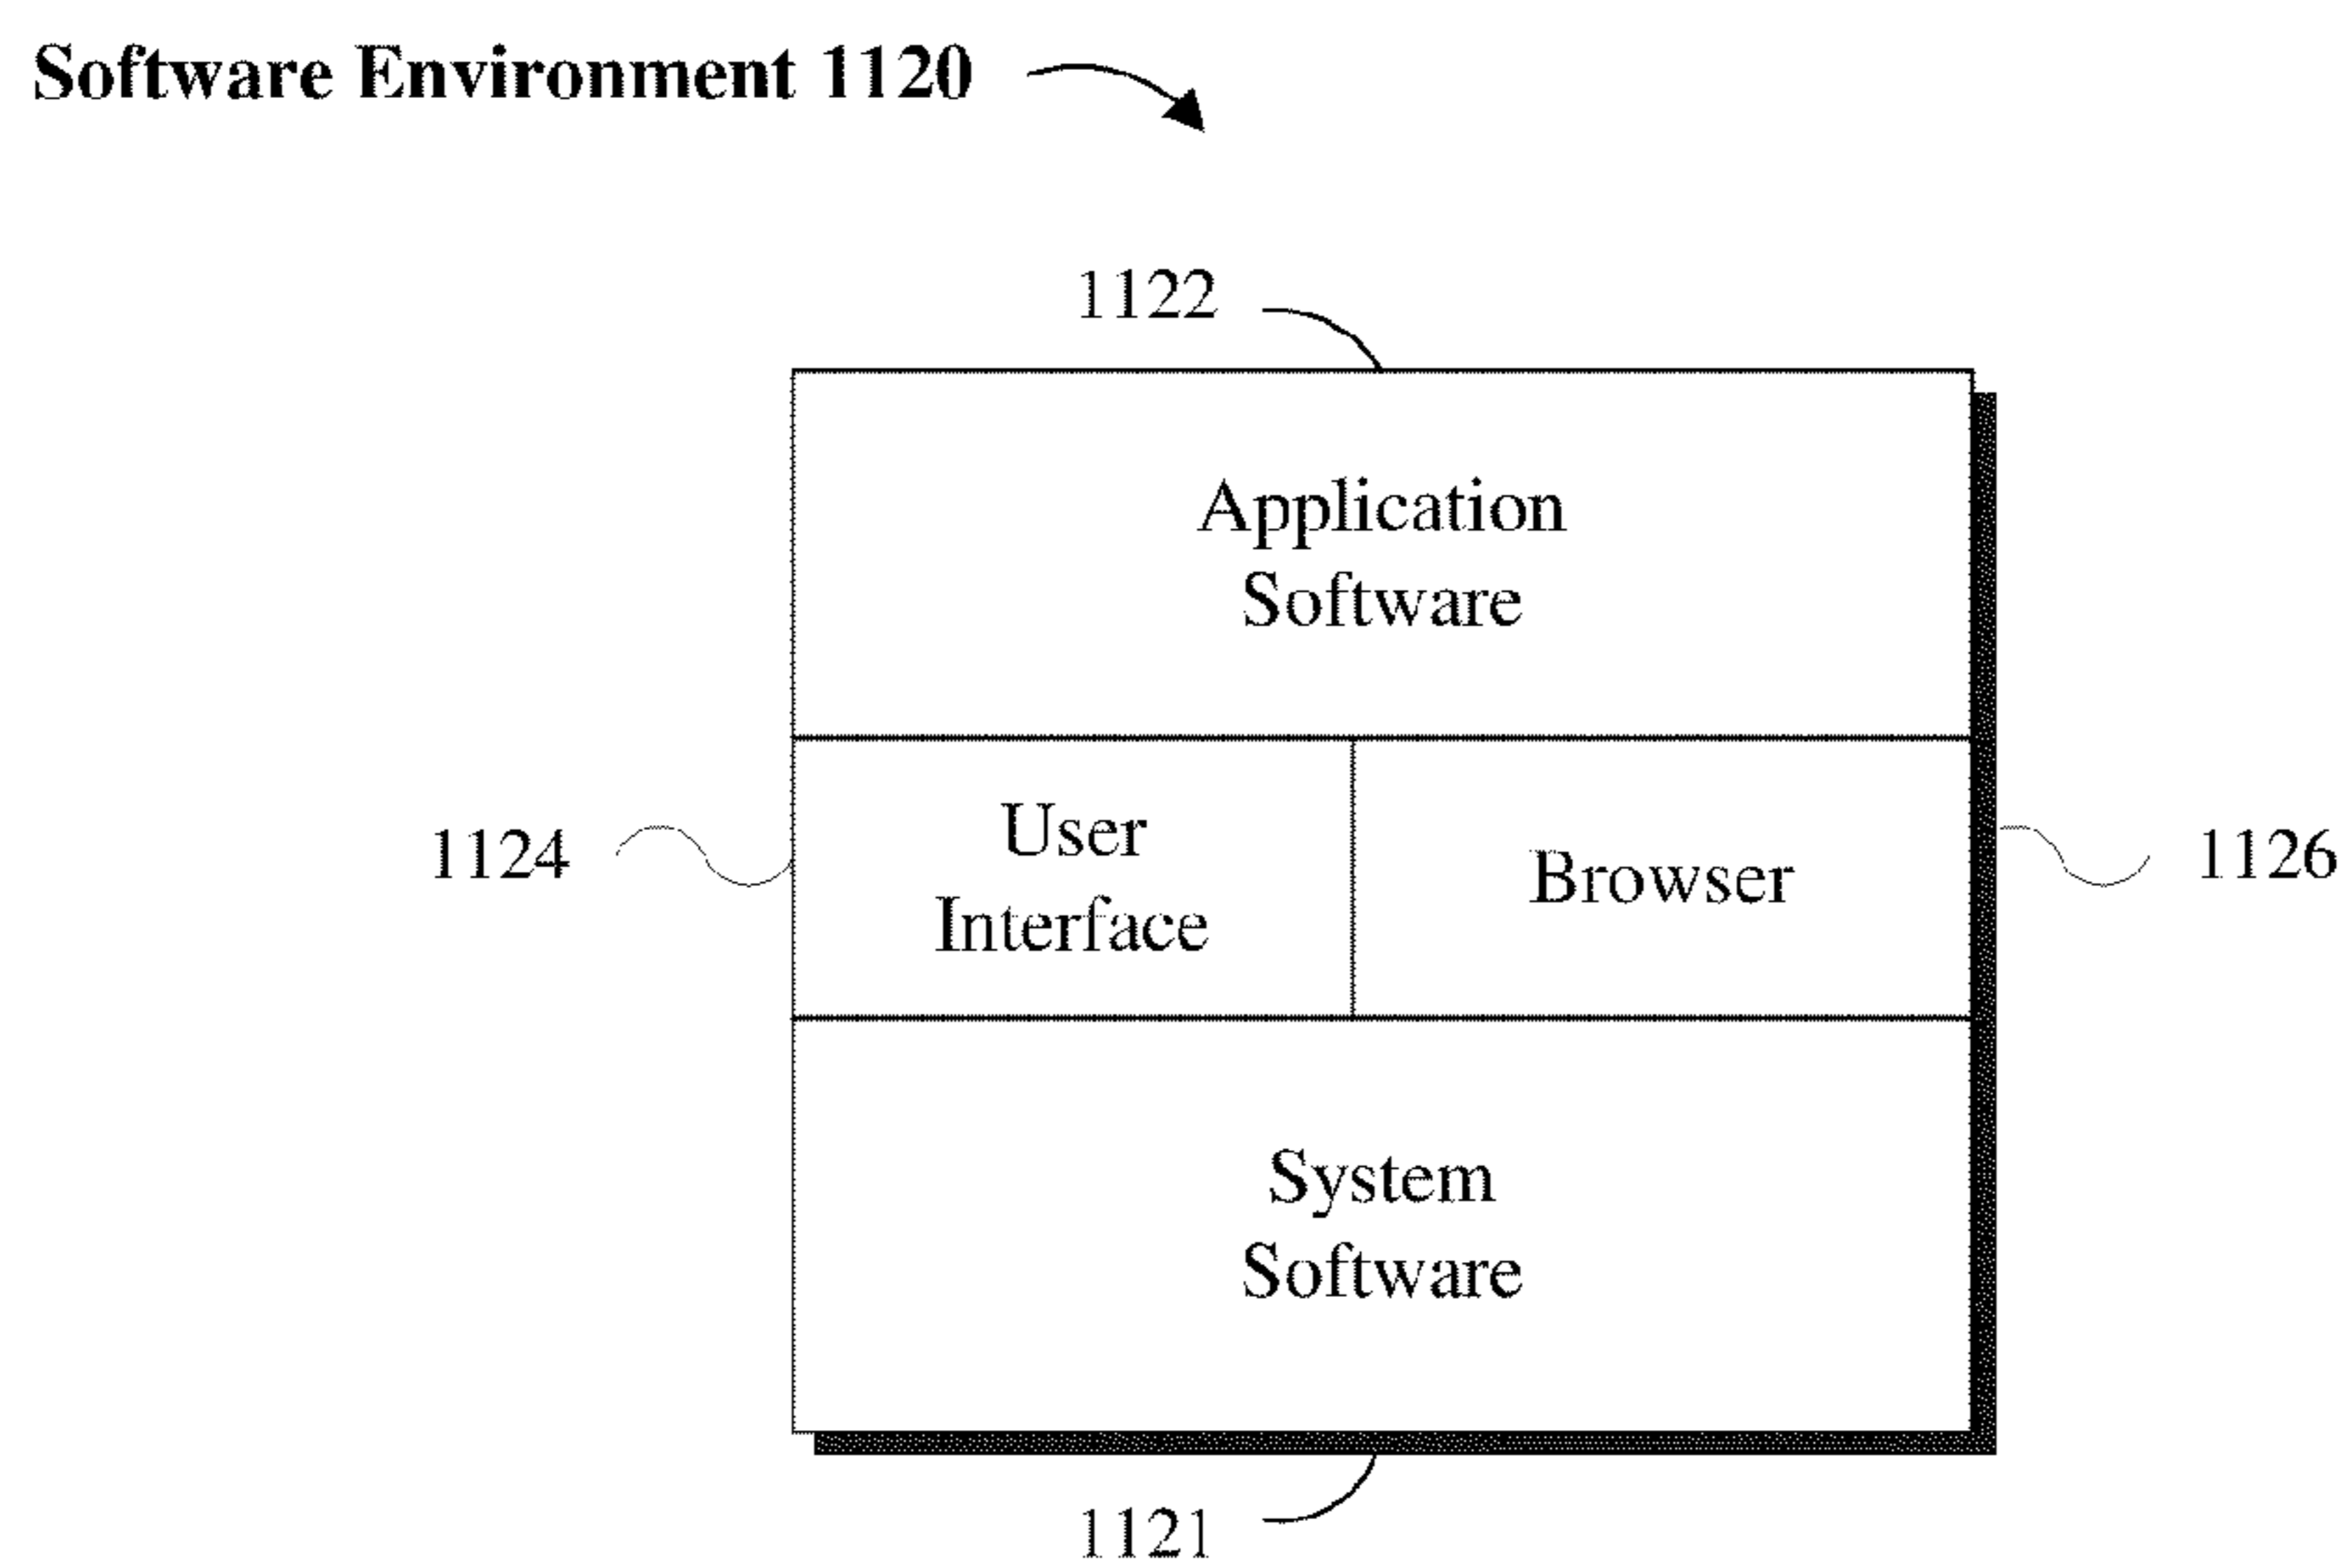 Software Environment 1120
1122
Application
Software
1124
User
Interface
Browser
1126
System
Software
1121